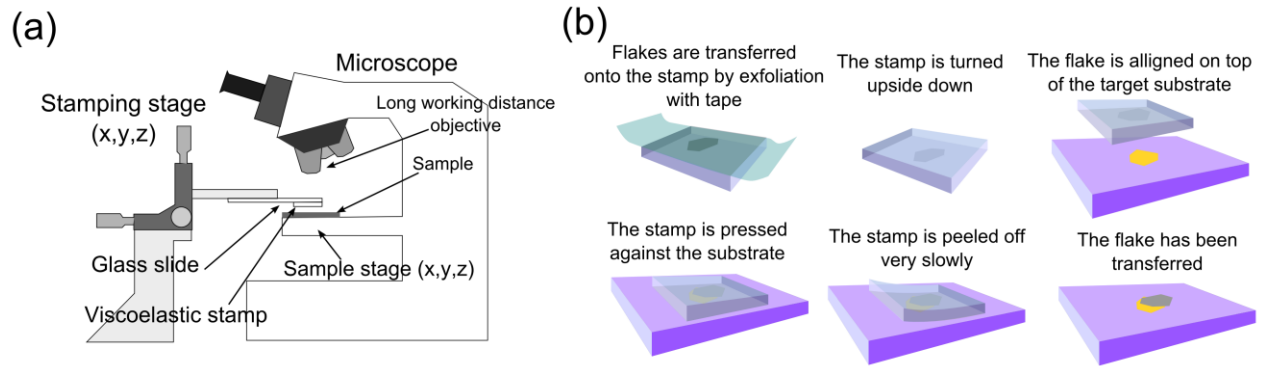 (a)
Microscope
Stamping stage
(x,y,z)
Long working distance
objective
Sample
Glass slide
Sample stage (x,y,z)
Viscoelastic stamp
(b)
Flakes are transferred
onto the stamp by exfoliation
with tape
The stamp is turned
upside down
The flake is alligned on top
of the target substrate
The stamp is pressed
against the substrate
The stamp is peeled off
very slowly
The flake has been
transferred